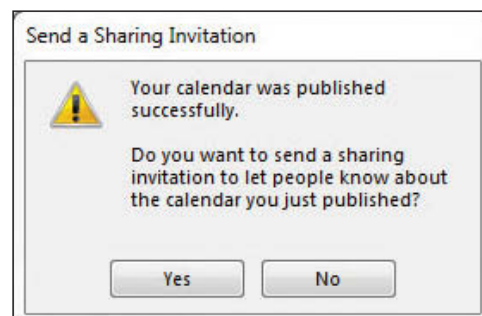 Send a Sharing Invitation
Your calendar was published
successfully.
Do you want to send a sharing
invitation to let people know about
the calendar you just published?
Yes
No